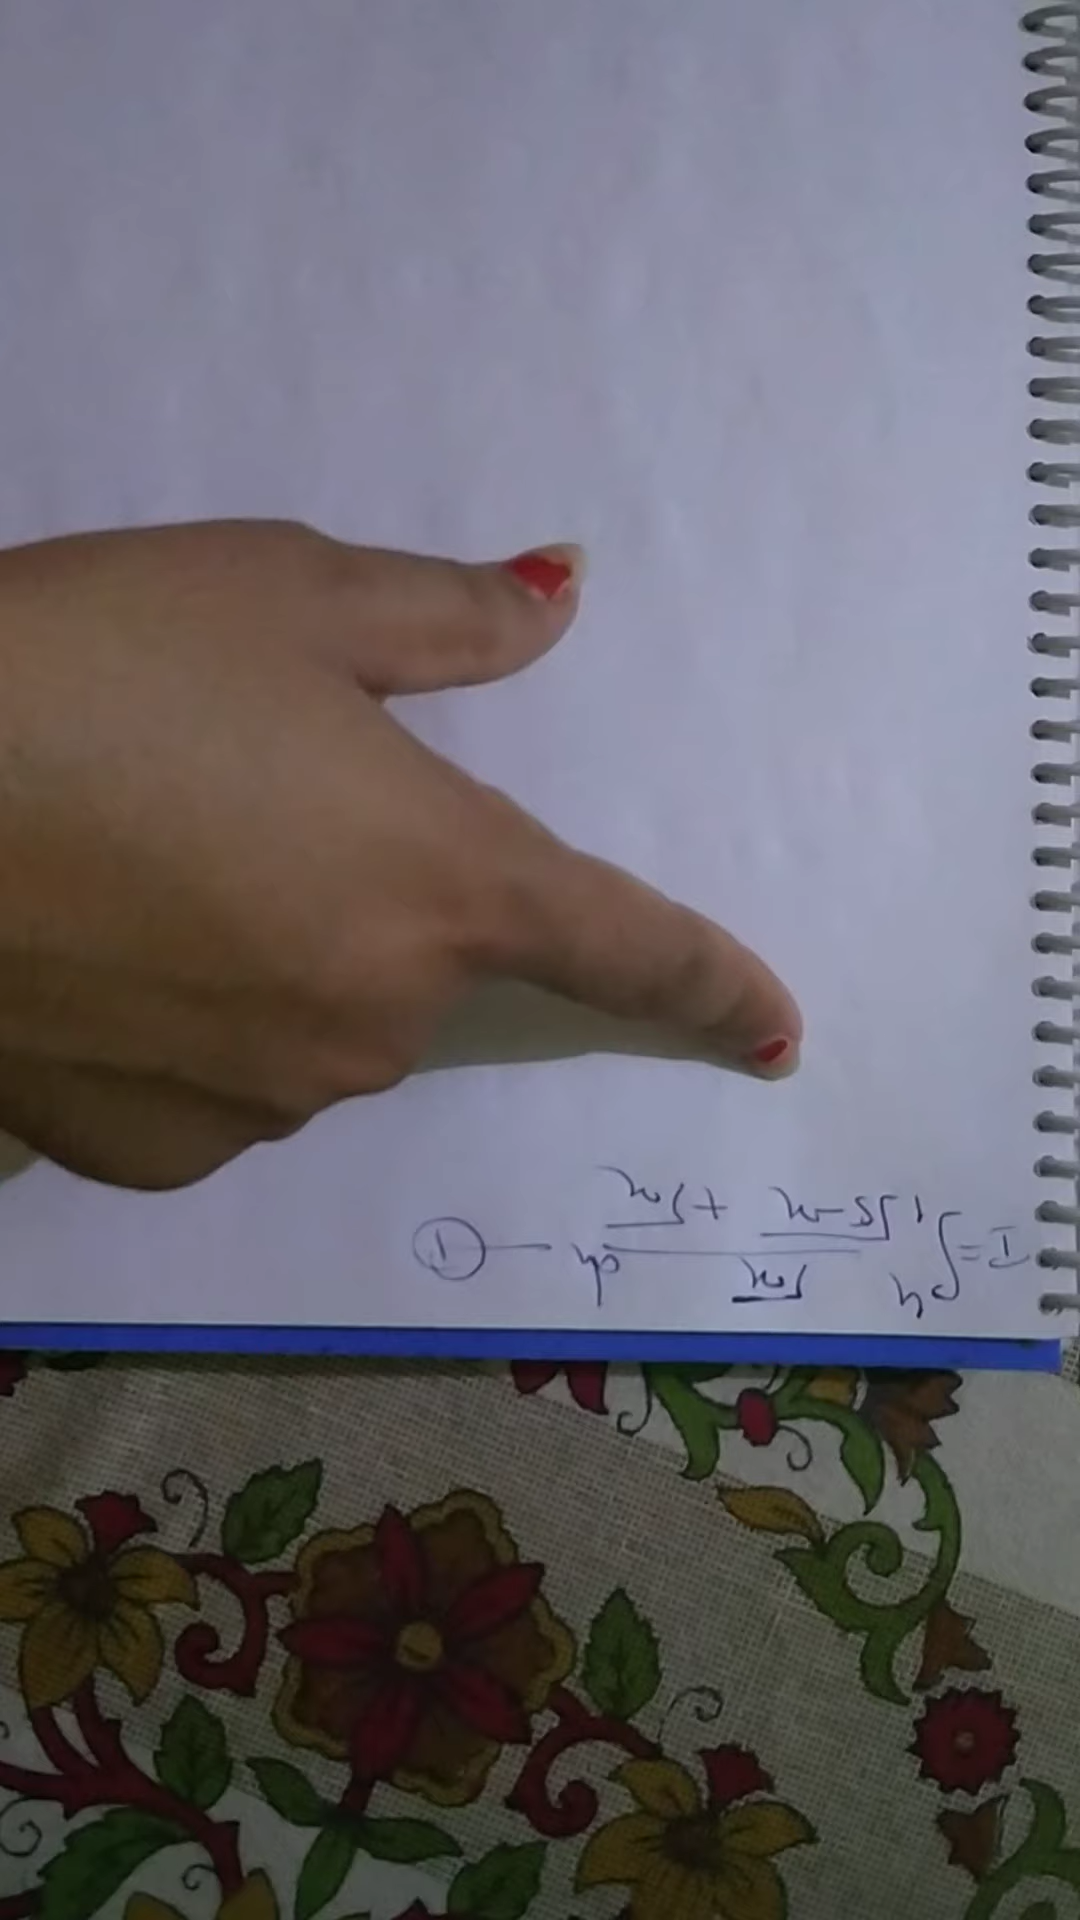 I = ∫₁⁴ √x / (√5-x + √x) dx — ①